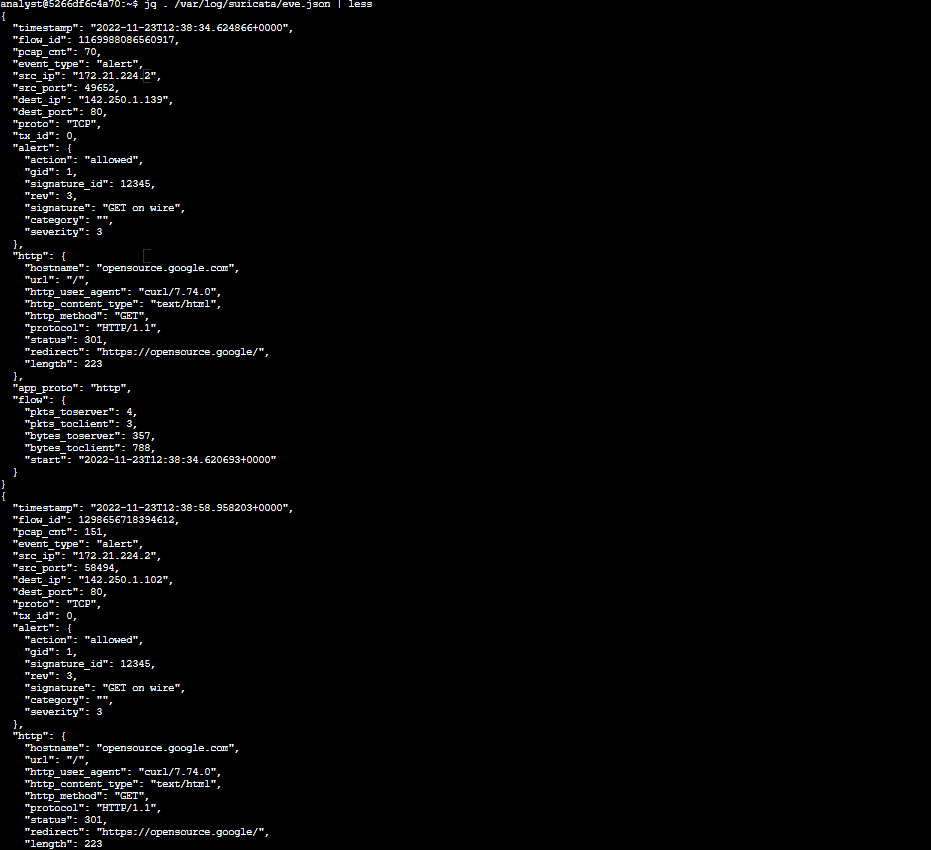 analyst@5266df6c4a70:~$ jq . /var/log/suricata/eve.json | less
{
  "timestamp": "2022-11-23T12:38:34.624866+0000",
  "flow_id": 1169988086560917,
  "pcap_cnt": 70,
  "event_type": "alert",
  "src_ip": "172.21.224.2",
  "src_port": 49652,
  "dest_ip": "142.250.1.139",
  "dest_port": 80,
  "proto": "TCP",
  "tx_id": 0,
  "alert": {
    "action": "allowed",
    "gid": 1,
    "signature_id": 12345,
    "rev": 3,
    "signature": "GET on wire",
    "category": "",
    "severity": 3
  },
  "http": {
    "hostname": "opensource.google.com",
    "url": "/",
    "http_user_agent": "curl/7.74.0",
    "http_content_type": "text/html",
    "http_method": "GET",
    "protocol": "HTTP/1.1",
    "status": 301,
    "redirect": "https://opensource.google/",
    "length": 223
  },
  "app_proto": "http",
  "flow": {
    "pkts_toserver": 4,
    "pkts_toclient": 3,
    "bytes_toserver": 357,
    "bytes_toclient": 788,
    "start": "2022-11-23T12:38:34.620693+0000"
  }
}
{
  "timestamp": "2022-11-23T12:38:58.958203+0000",
  "flow_id": 1298656718394612,
  "pcap_cnt": 151,
  "event_type": "alert",
  "src_ip": "172.21.224.2",
  "src_port": 58494,
  "dest_ip": "142.250.1.102",
  "dest_port": 80,
  "proto": "TCP",
  "tx_id": 0,
  "alert": {
    "action": "allowed",
    "gid": 1,
    "signature_id": 12345,
    "rev": 3,
    "signature": "GET on wire",
    "category": "",
    "severity": 3
  },
  "http": {
    "hostname": "opensource.google.com",
    "url": "/",
    "http_user_agent": "curl/7.74.0",
    "http_content_type": "text/html",
    "http_method": "GET",
    "protocol": "HTTP/1.1",
    "status": 301,
    "redirect": "https://opensource.google/",
    "length": 223